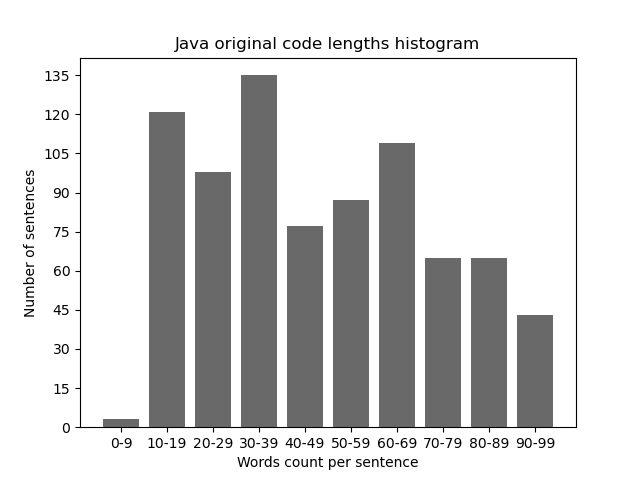 Java original code lengths histogram
135
120
105
90
75
60
45
30
15
0
Number of sentences
0-9 10-19 20-29 30-39 40-49 50-59 60-69 70-79 80-89 90-99
Words count per sentence